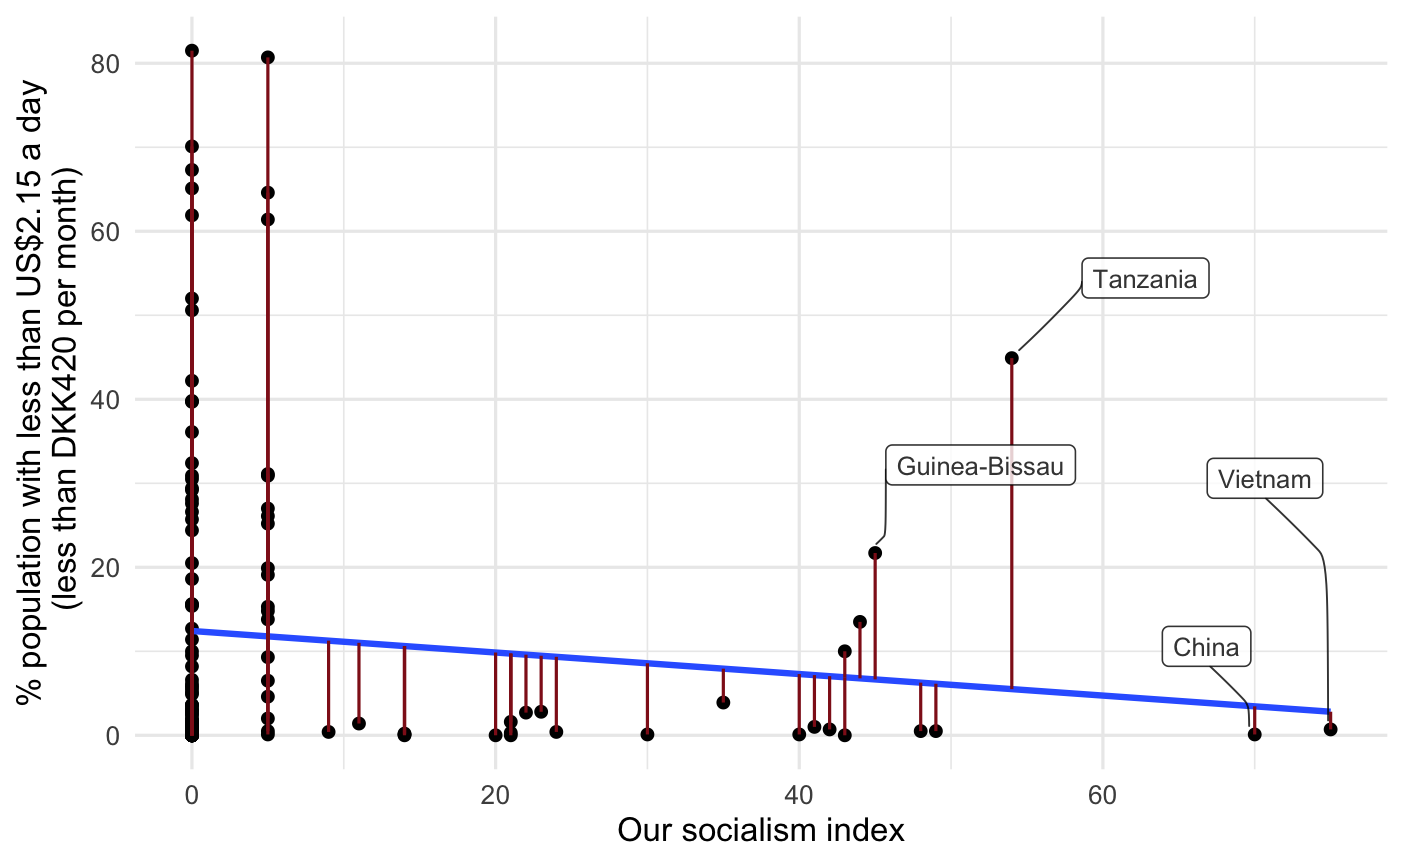 % population with less than US$2.15 a day
(less than DKK420 per month)
80
60
40
20
0
Tanzania
Guinea-Bissau
Vietnam
China
0
20
40
60
Our socialism index